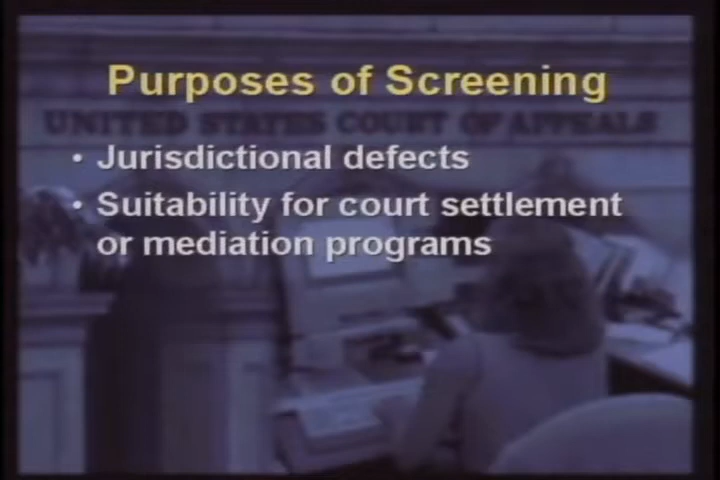 Purposes of Screening
UNITED STATES COURT OF APPEALS
• Jurisdictional defects
• Suitability for court settlement
or mediation programs